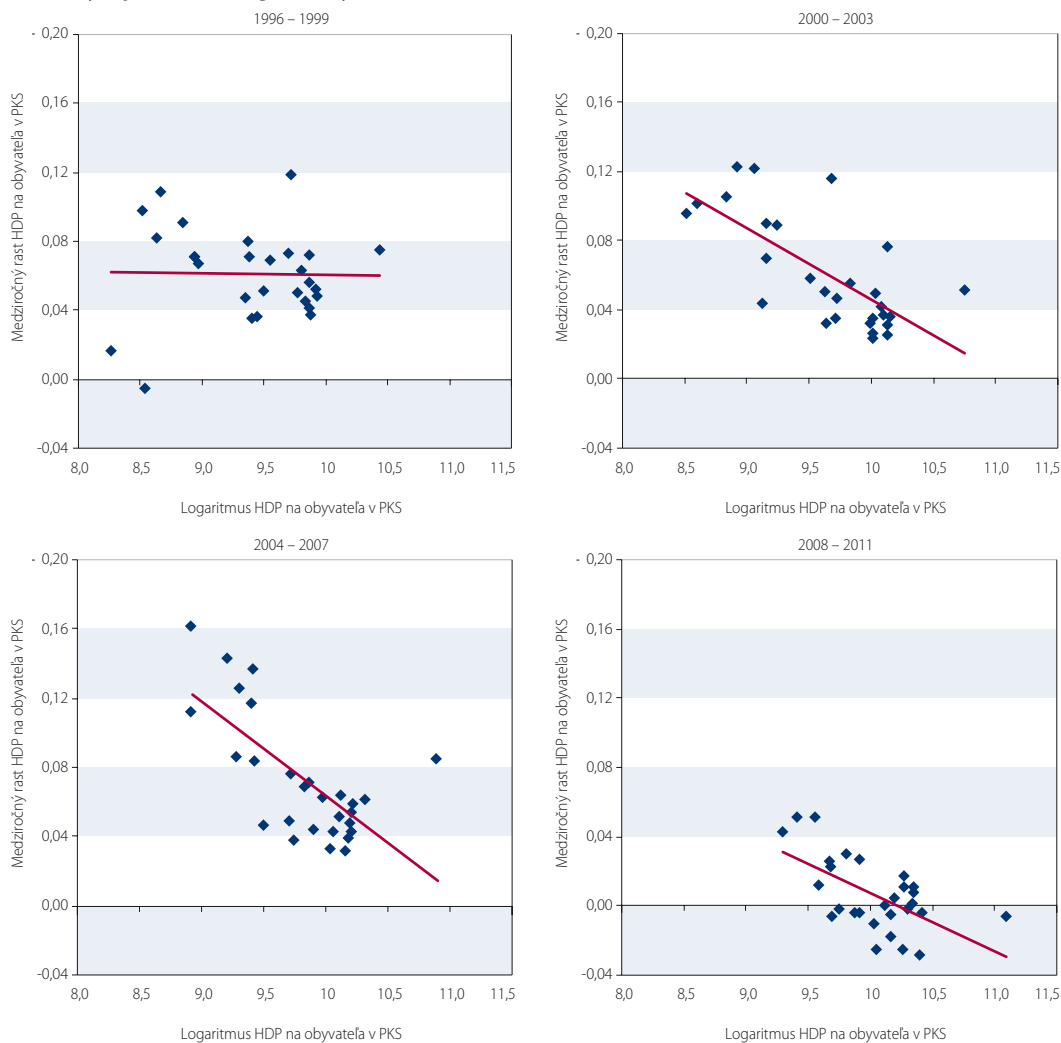 1996 – 1999
- 0,20
0,16
0,12
0,08
0,04
0,00
-0,04
Medziročný rast HDP na obyvateľa v PKS
8,0 8,5 9,0 9,5 10 10,5 11,0 11,5
Logaritmus HDP na obyvateľa v PKS
2000 – 2003
- 0,20
0,16
0,12
0,08
0,04
0,00
-0,04
Medziročný rast HDP na obyvateľa v PKS
8,0 8,5 9,0 9,5 10 10,5 11,0 11,5
Logaritmus HDP na obyvateľa v PKS
2004 – 2007
- 0,20
0,16
0,12
0,08
0,04
0,00
-0,04
Medziročný rast HDP na obyvateľa v PKS
8,0 8,5 9,0 9,5 10 10,5 11,0 11,5
Logaritmus HDP na obyvateľa v PKS
2008 – 2011
- 0,20
0,16
0,12
0,08
0,04
0,00
-0,04
Medziročný rast HDP na obyvateľa v PKS
8,0 8,5 9,0 9,5 10 10,5 11,0 11,5
Logaritmus HDP na obyvateľa v PKS